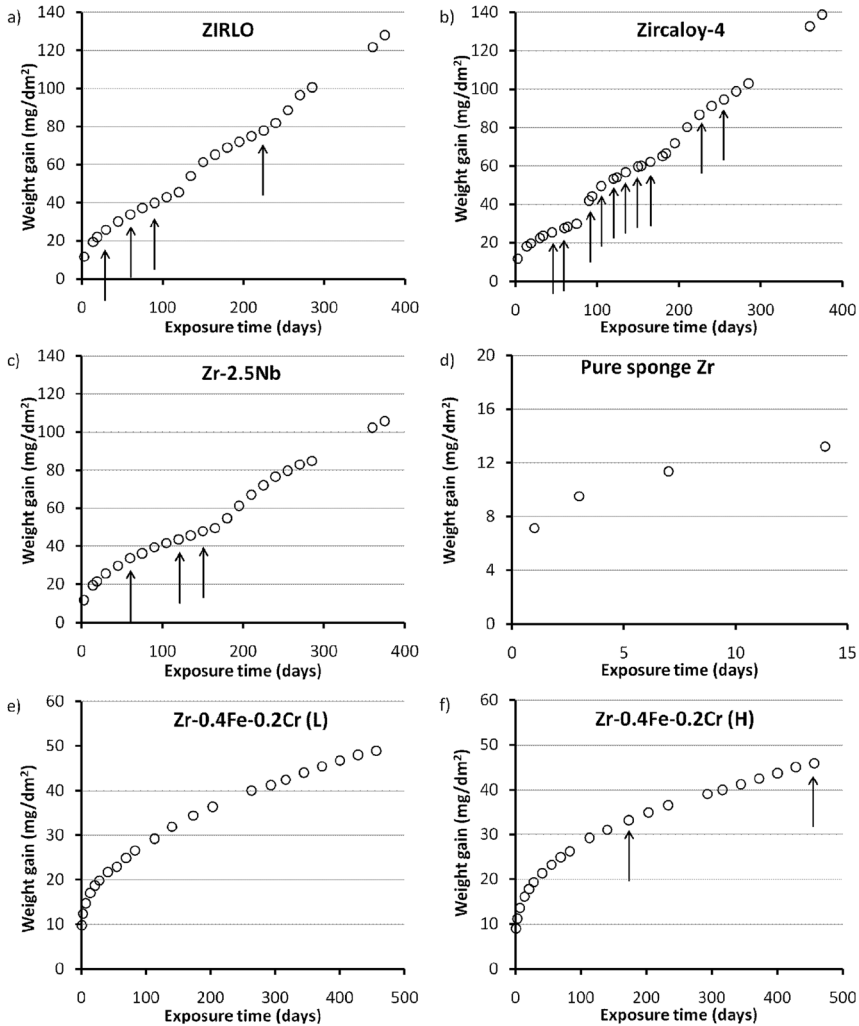 a)
ZIRLO
Weight gain (mg/dm²)
140
120
100
80
60
40
20
0
0 100 200 300 400
Exposure time (days)
b)
Zircaloy-4
Weight gain (mg/dm²)
140
120
100
80
60
40
20
0
0 100 200 300 400
Exposure time (days)
c)
Zr-2.5Nb
Weight gain (mg/dm²)
140
120
100
80
60
40
20
0
0 100 200 300 400
Exposure time (days)
d)
Pure sponge Zr
Weight gain (mg/dm²)
20
16
12
8
4
0
0 5 10 15
Exposure time (days)
e)
Zr-0.4Fe-0.2Cr (L)
Weight gain (mg/dm²)
60
50
40
30
20
10
0
0 100 200 300 400 500
Exposure time (days)
f)
Zr-0.4Fe-0.2Cr (H)
Weight gain (mg/dm²)
60
50
40
30
20
10
0
0 100 200 300 400 500
Exposure time (days)